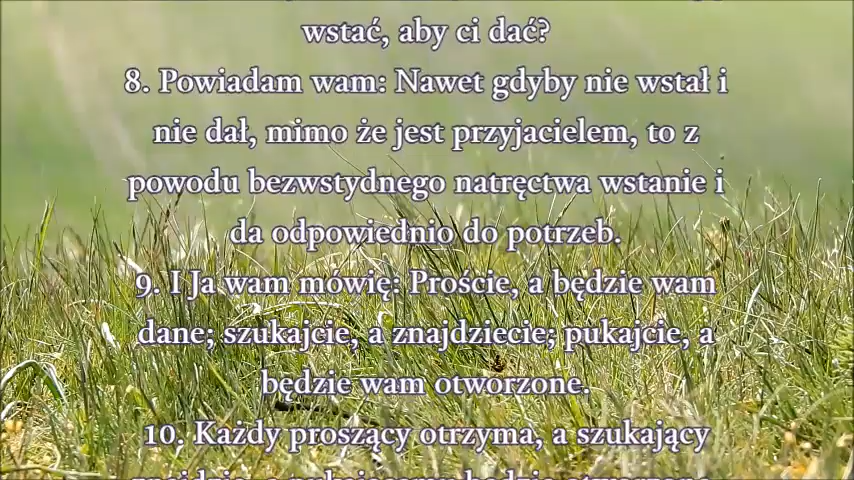 wstać, aby ci dać?
8. Powiadam wam: Nawet gdyby nie wstał i
nie dał, mimo że jest przyjacielem, to z
powodu bezwstydnego natręctwa wstanie i
da odpowiednio do potrzeb.
9. I Ja wam mówię: Proście, a będzie wam
dane; szukajcie, a znajdziecie; pukajcie, a
będzie wam otworzone.
10. Każdy proszący otrzyma, a szukający